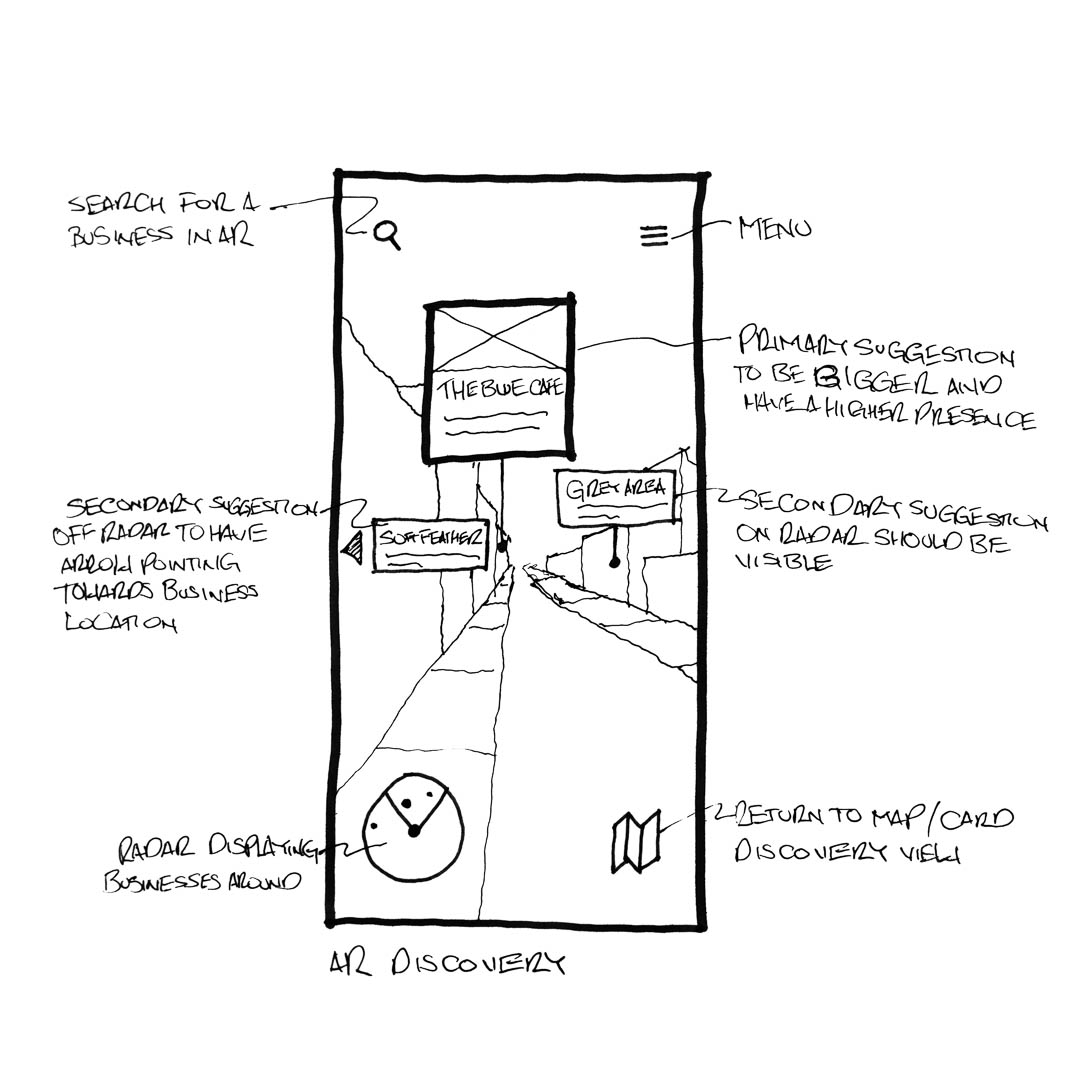 SEARCH FOR A
BUSINESS IN AR
MENU
THE BLUE CAFE
PRIMARY SUGGESTION
TO BE BIGGER AND
HAVE A HIGHER PRESENCE
GREY AREA
SECONDARY SUGGESTION
ON RADAR SHOULD BE
VISIBLE
SECONDARY SUGGESTION
OFF RADAR TO HAVE
ARROW POINTING
TOWARDS BUSINESS
LOCATION
SOFT FEATHER
RADAR DISPLAYING
BUSINESSES AROUND
RETURN TO MAP/CARD
DISCOVERY VIEW
AR DISCOVERY